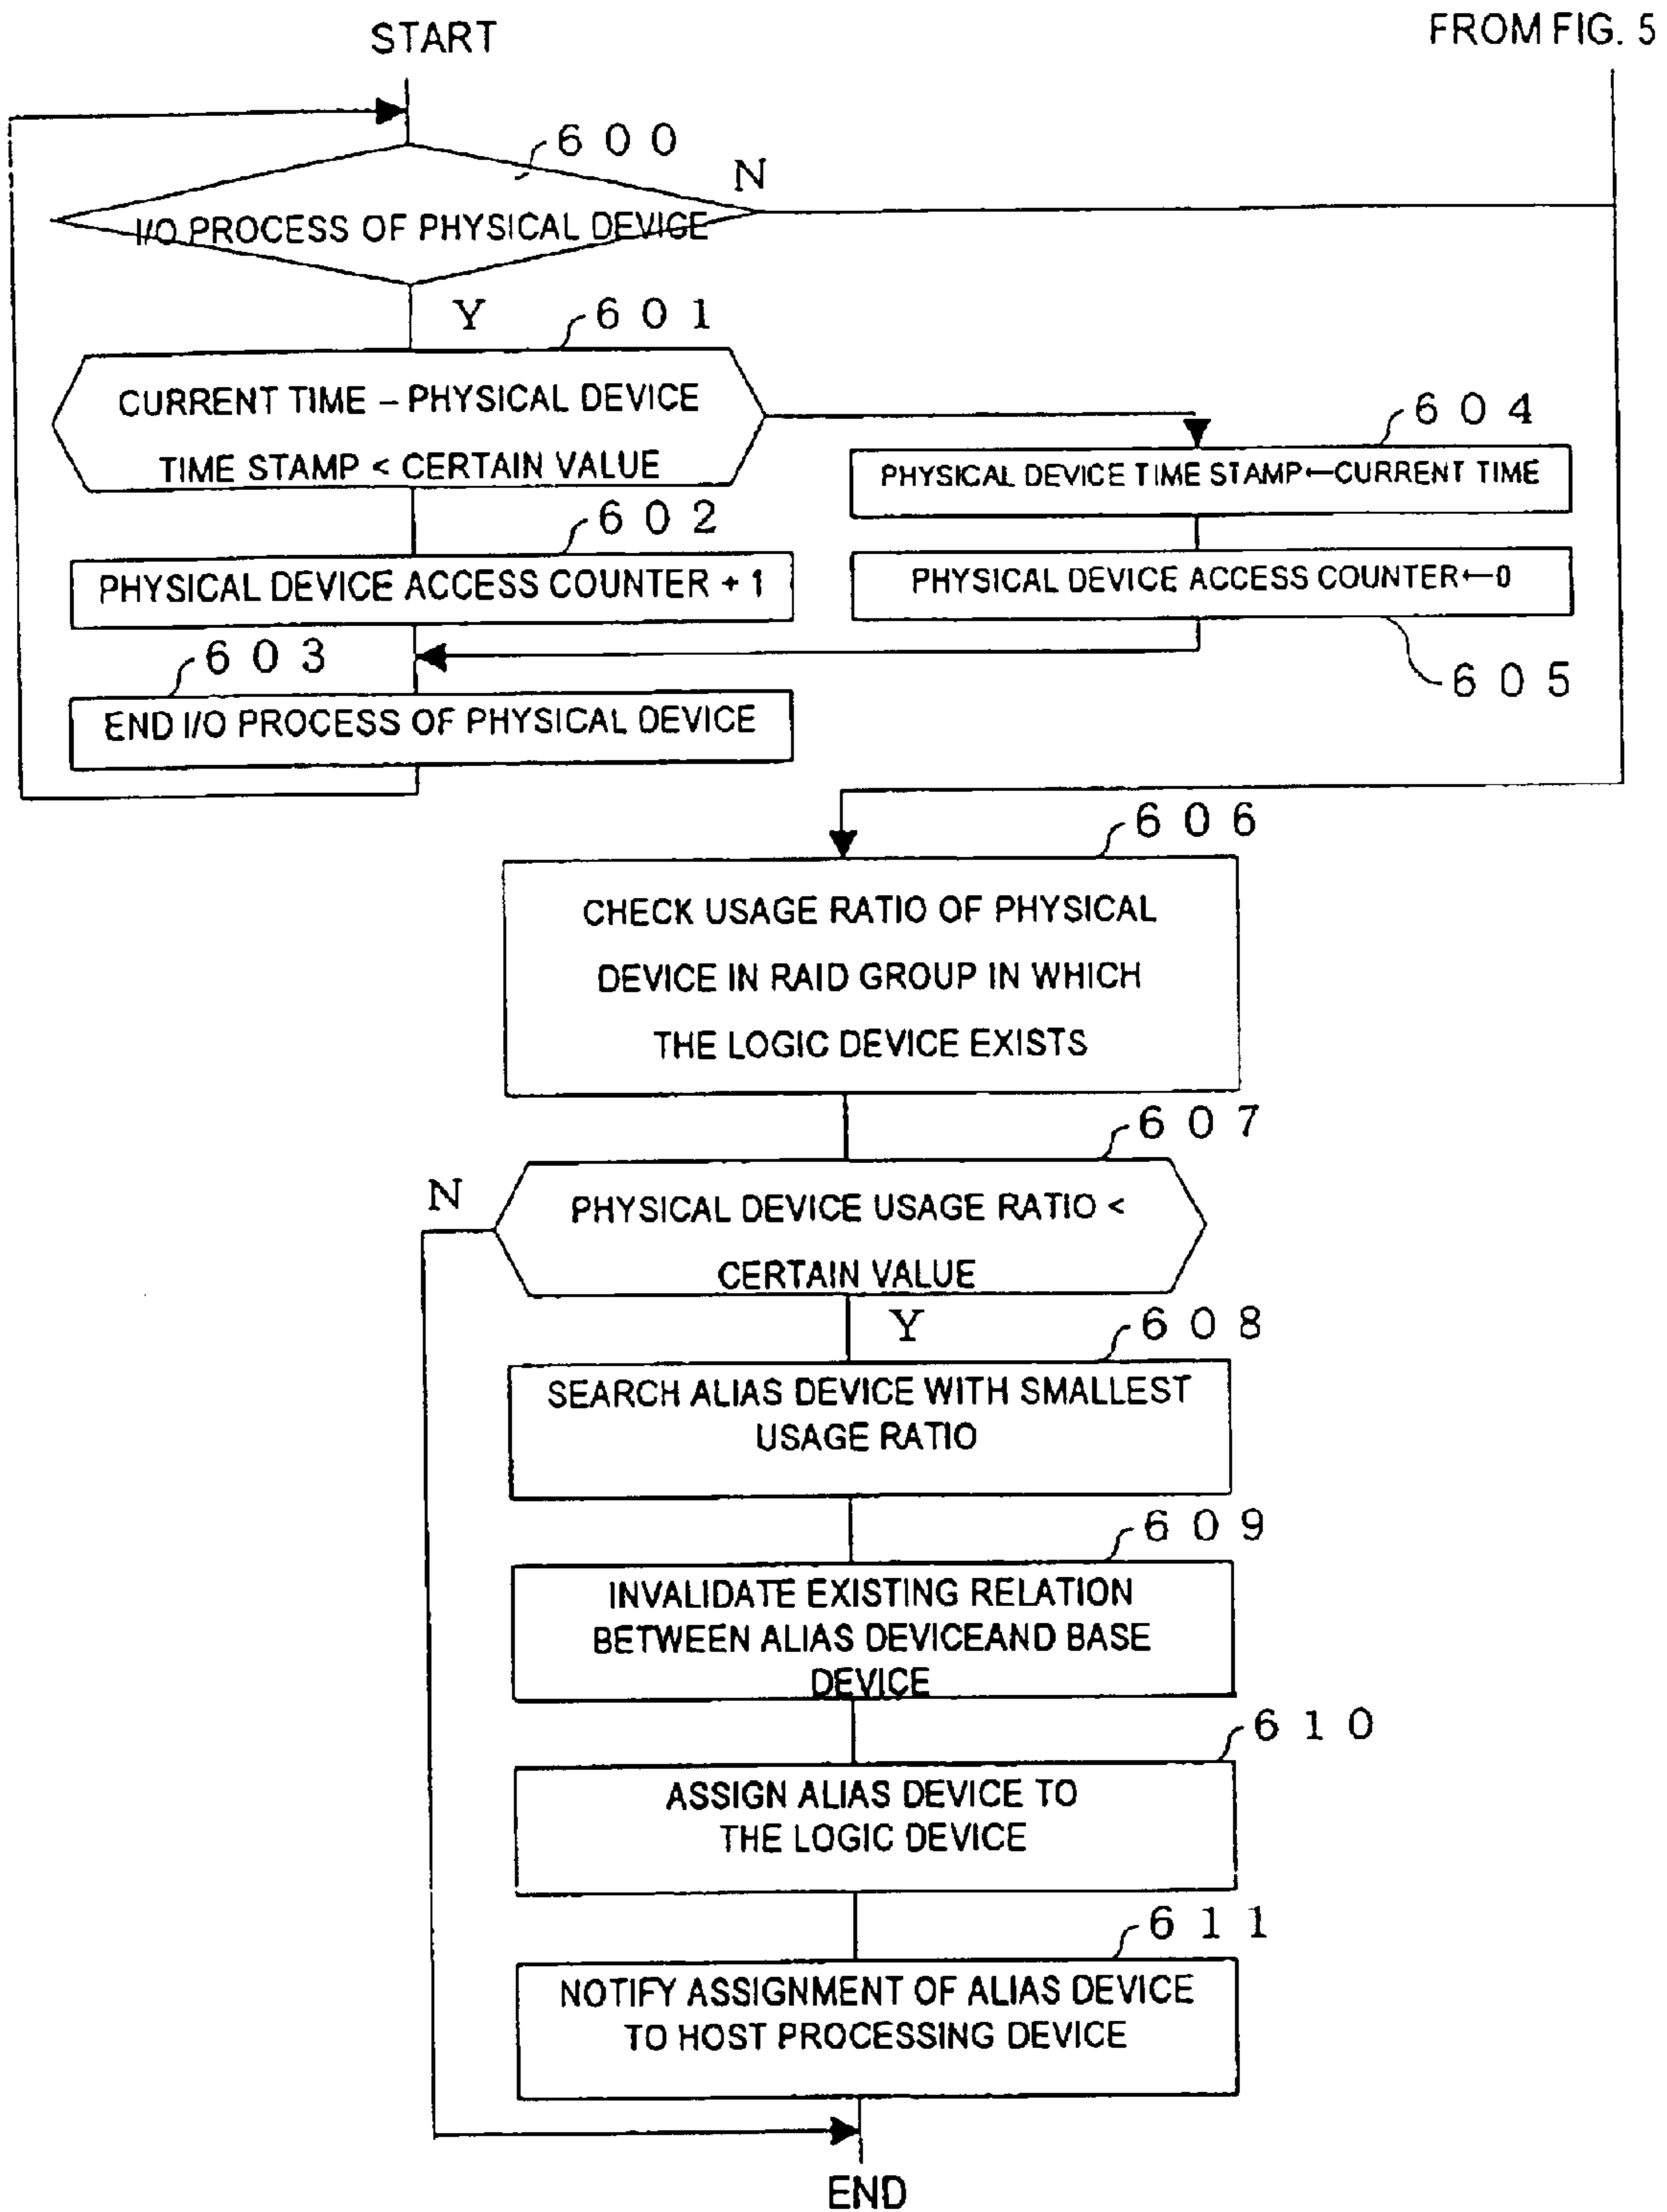 START
FROM FIG. 5
600
N
I/O PROCESS OF PHYSICAL DEVICE
Y
601
CURRENT TIME – PHYSICAL DEVICE
TIME STAMP < CERTAIN VALUE
604
PHYSICAL DEVICE TIME STAMP←CURRENT TIME
602
PHYSICAL DEVICE ACCESS COUNTER + 1
PHYSICAL DEVICE ACCESS COUNTER←0
603
605
END I/O PROCESS OF PHYSICAL DEVICE
606
CHECK USAGE RATIO OF PHYSICAL
DEVICE IN RAID GROUP IN WHICH
THE LOGIC DEVICE EXISTS
607
N
PHYSICAL DEVICE USAGE RATIO <
CERTAIN VALUE
Y
608
SEARCH ALIAS DEVICE WITH SMALLEST
USAGE RATIO
609
INVALIDATE EXISTING RELATION
BETWEEN ALIAS DEVICEAND BASE
DEVICE
610
ASSIGN ALIAS DEVICE TO
THE LOGIC DEVICE
611
NOTIFY ASSIGNMENT OF ALIAS DEVICE
TO HOST PROCESSING DEVICE
END